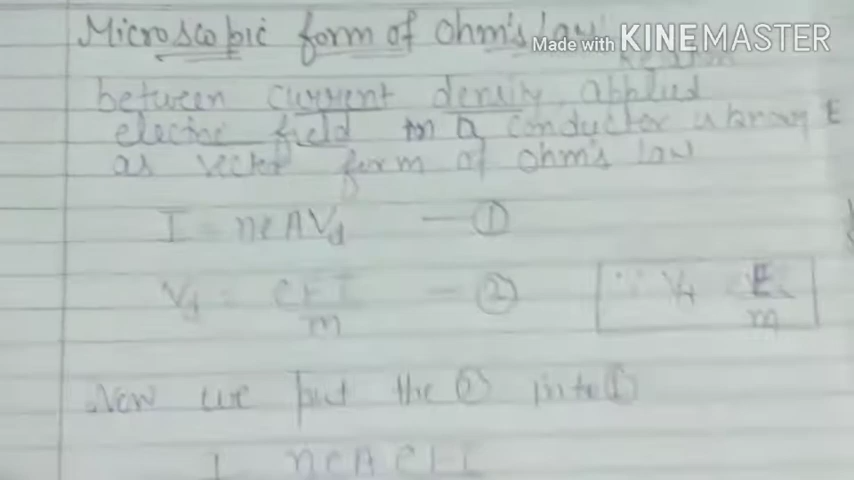 Microscopic form of ohm's law
Made with KINEMASTER
between current density, applied
electric field in a conductor is known E
as vector form of ohm's law
I = neAVd — ①
Vd = eEτ/m — ②
∵ Vd E/m
Now we put the ② into ①
I neA